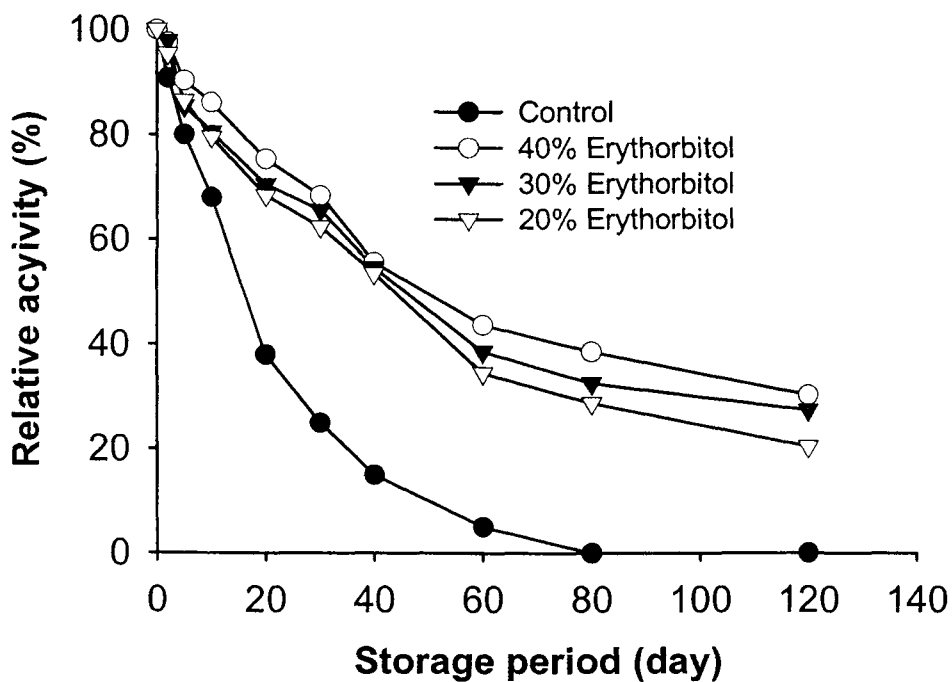 100
80
60
40
20
0
Relative acyivity (%)
Control
40% Erythorbitol
30% Erythorbitol
20% Erythorbitol
0 20 40 60 80 100 120 140
Storage period (day)